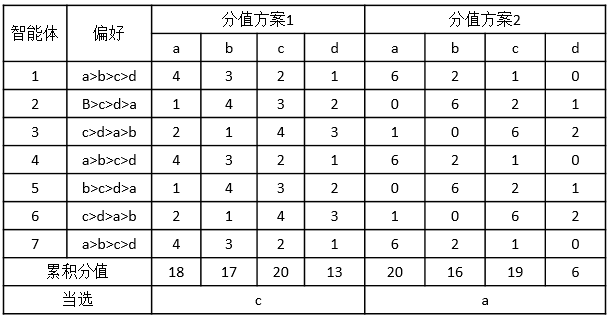 智能体 偏好 分值方案1 分值方案2
a b c d a b c d
1 a>b>c>d 4 3 2 1 6 2 1 0
2 B>c>d>a 1 4 3 2 0 6 2 1
3 c>d>a>b 2 1 4 3 1 0 6 2
4 a>b>c>d 4 3 2 1 6 2 1 0
5 b>c>d>a 1 4 3 2 0 6 2 1
6 c>d>a>b 2 1 4 3 1 0 6 2
7 a>b>c>d 4 3 2 1 6 2 1 0
累积分值 18 17 20 13 20 16 19 6
当选 c a